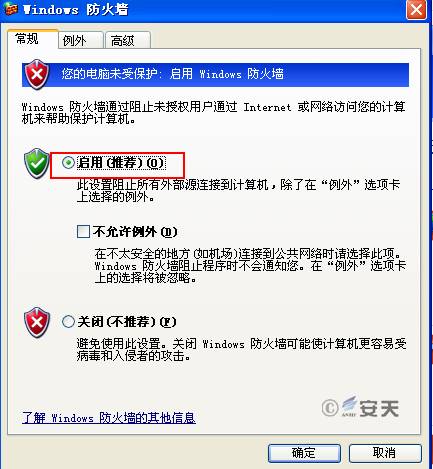 Windows 防火墙
常规 例外 高级
您的电脑未受保护: 启用 Windows 防火墙
Windows 防火墙通过阻止未授权用户通过 Internet 或网络访问您的计算
机来帮助保护计算机。
启用(推荐)(O)
此设置阻止所有外部源连接到计算机，除了在“例外”选项卡
上选择的例外。
不允许例外(D)
在不太安全的地方(如机场)连接到公共网络时请选择此项。
Windows 防火墙阻止程序时不会通知您。在“例外”选项卡
上的选择将被忽略。
关闭(不推荐)(F)
避免使用此设置。关闭 Windows 防火墙可能使计算机更容易受
病毒和入侵者的攻击。
© ANTIY 安天
了解 Windows 防火墙的其他信息
确定 取消